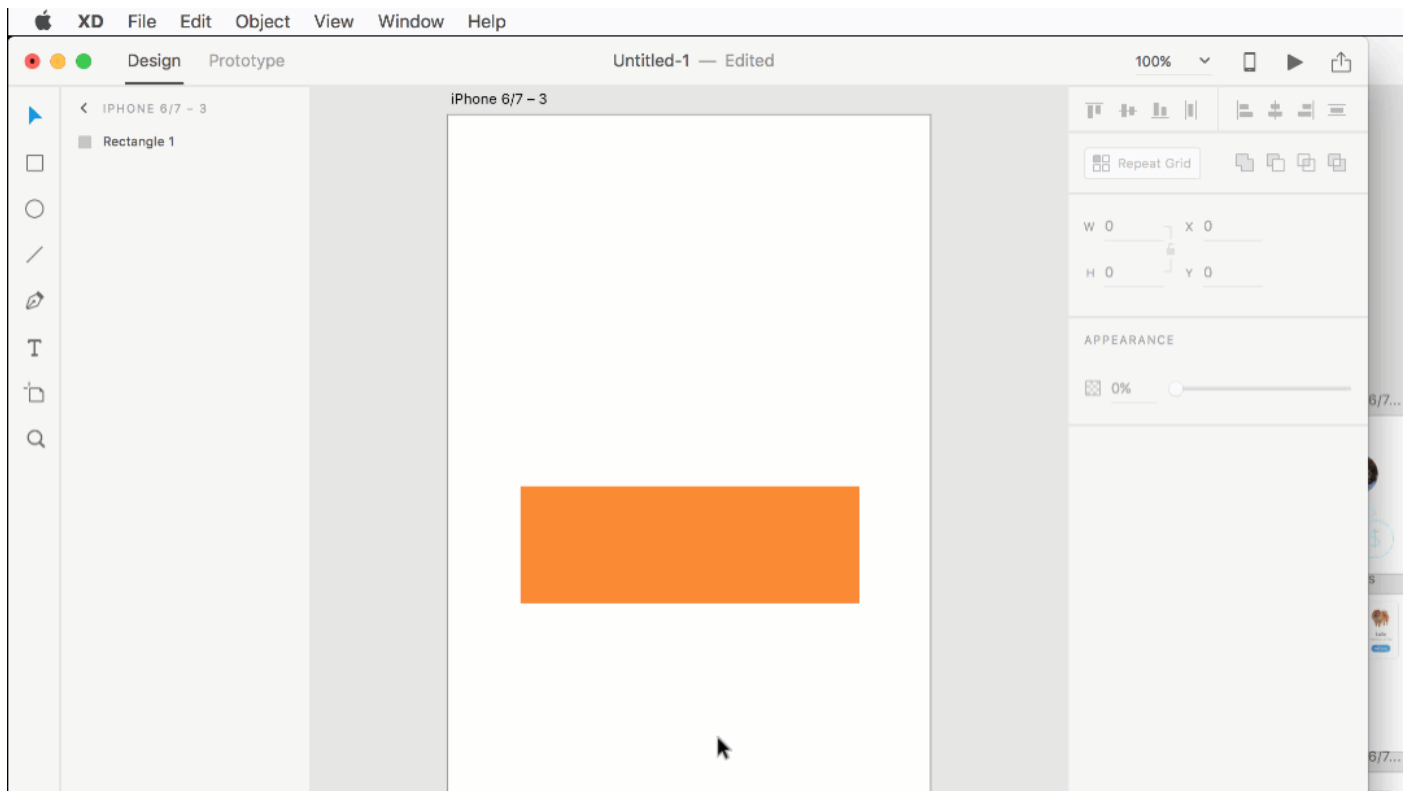 XD File Edit Object View Window Help
Design Prototype Untitled-1 — Edited 100%
IPHONE 6/7 – 3
Rectangle 1
iPhone 6/7 – 3
Repeat Grid
W 0 X 0
H 0 Y 0
APPEARANCE
0%
T
6/7...
$
s
Lulu
6/7...